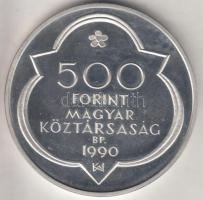 500
FORINT
MAGYAR
KÖZTÁRSASÁG
BP.
1990